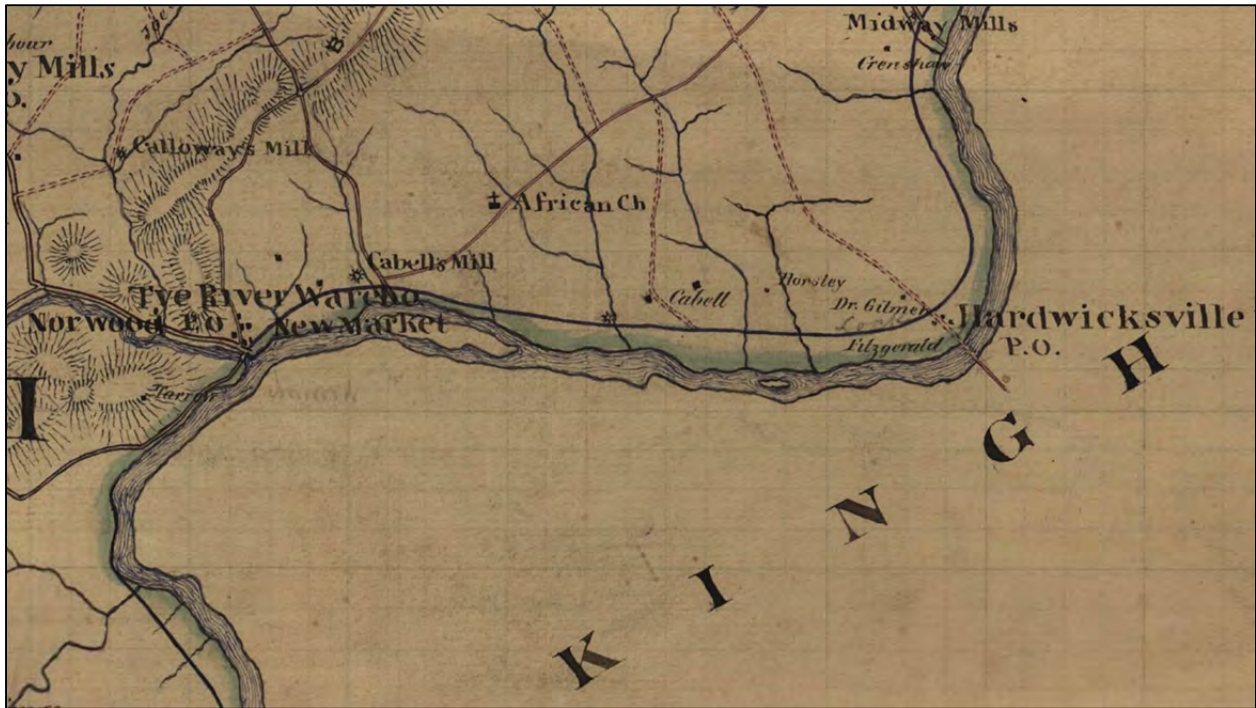 Midway Mills
Crenshaw
y Mills
Calloway's Mill
African Ch
Cabell's Mill
Tye River Wareho.
Norwood P.O.
New Market
Cabell
Horsley
Dr. Gilmer
Hardwicksville
P.O.
Fitzgerald
I
K I N G H